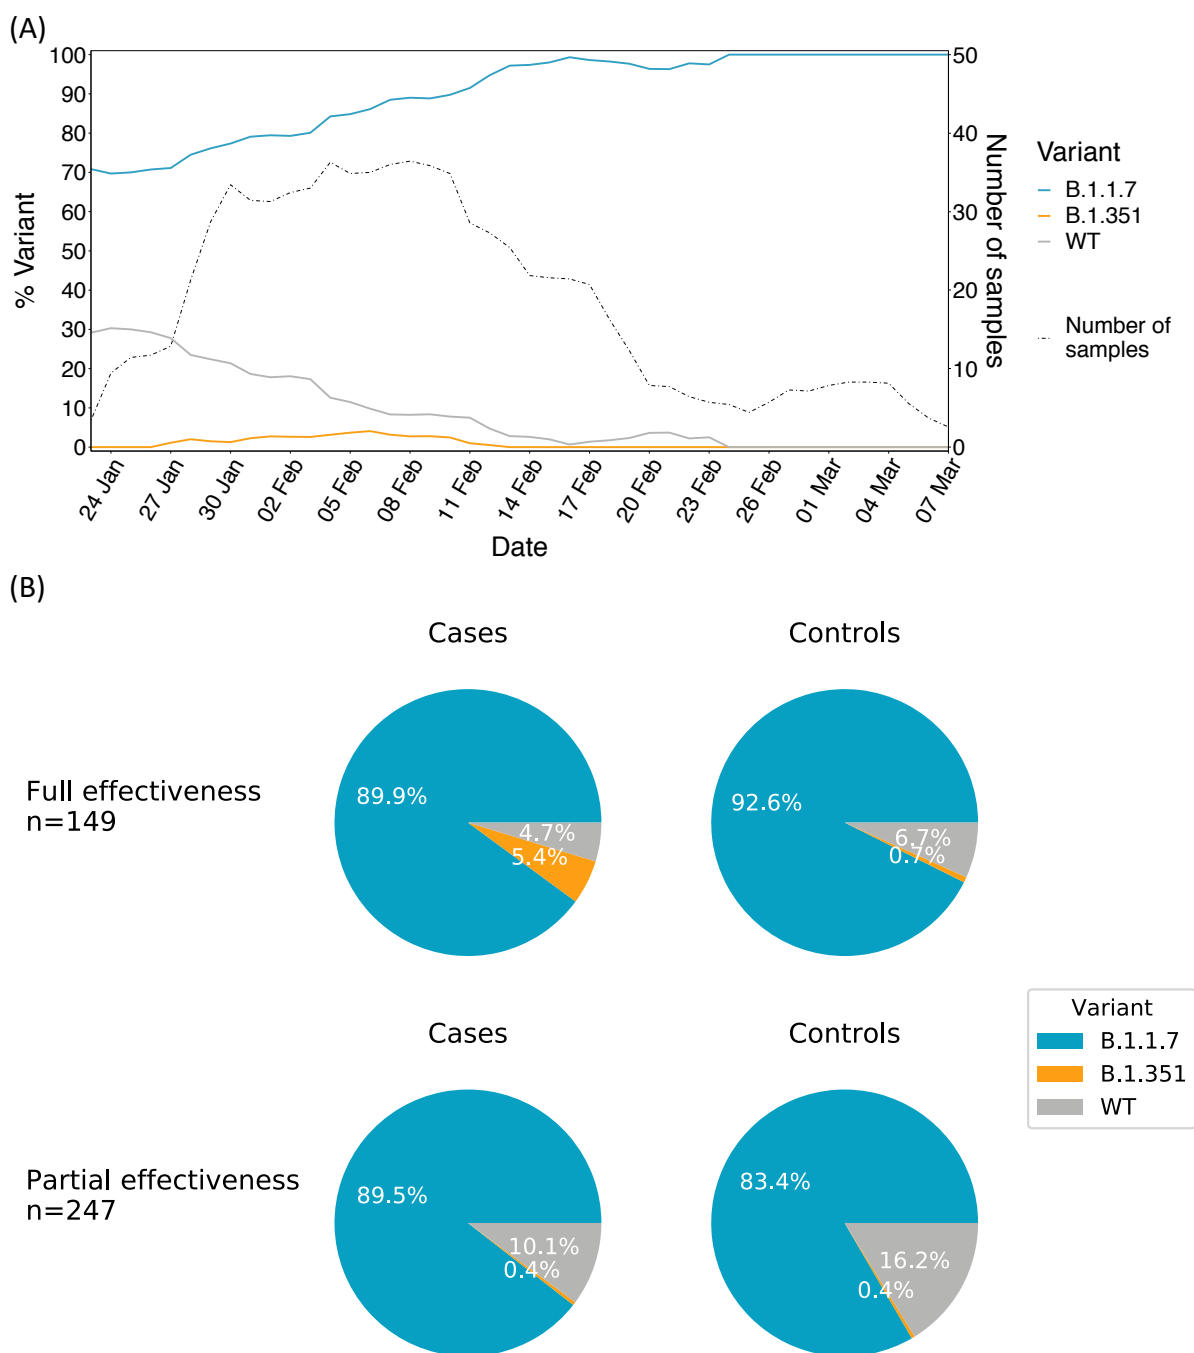 (A)
100
90
80
70
60
50
40
30
20
10
0
% Variant
50
40
30
20
10
0
Number of samples
24 Jan
27 Jan
30 Jan
02 Feb
05 Feb
08 Feb
11 Feb
14 Feb
17 Feb
20 Feb
23 Feb
26 Feb
01 Mar
04 Mar
07 Mar
Date
Variant
B.1.1.7
B.1.351
WT
Number of
samples
(B)
Cases
Controls
Full effectiveness
n=149
89.9%
4.7%
5.4%
92.6%
6.7%
0.7%
Cases
Controls
Partial effectiveness
n=247
89.5%
10.1%
0.4%
83.4%
16.2%
0.4%
Variant
B.1.1.7
B.1.351
WT